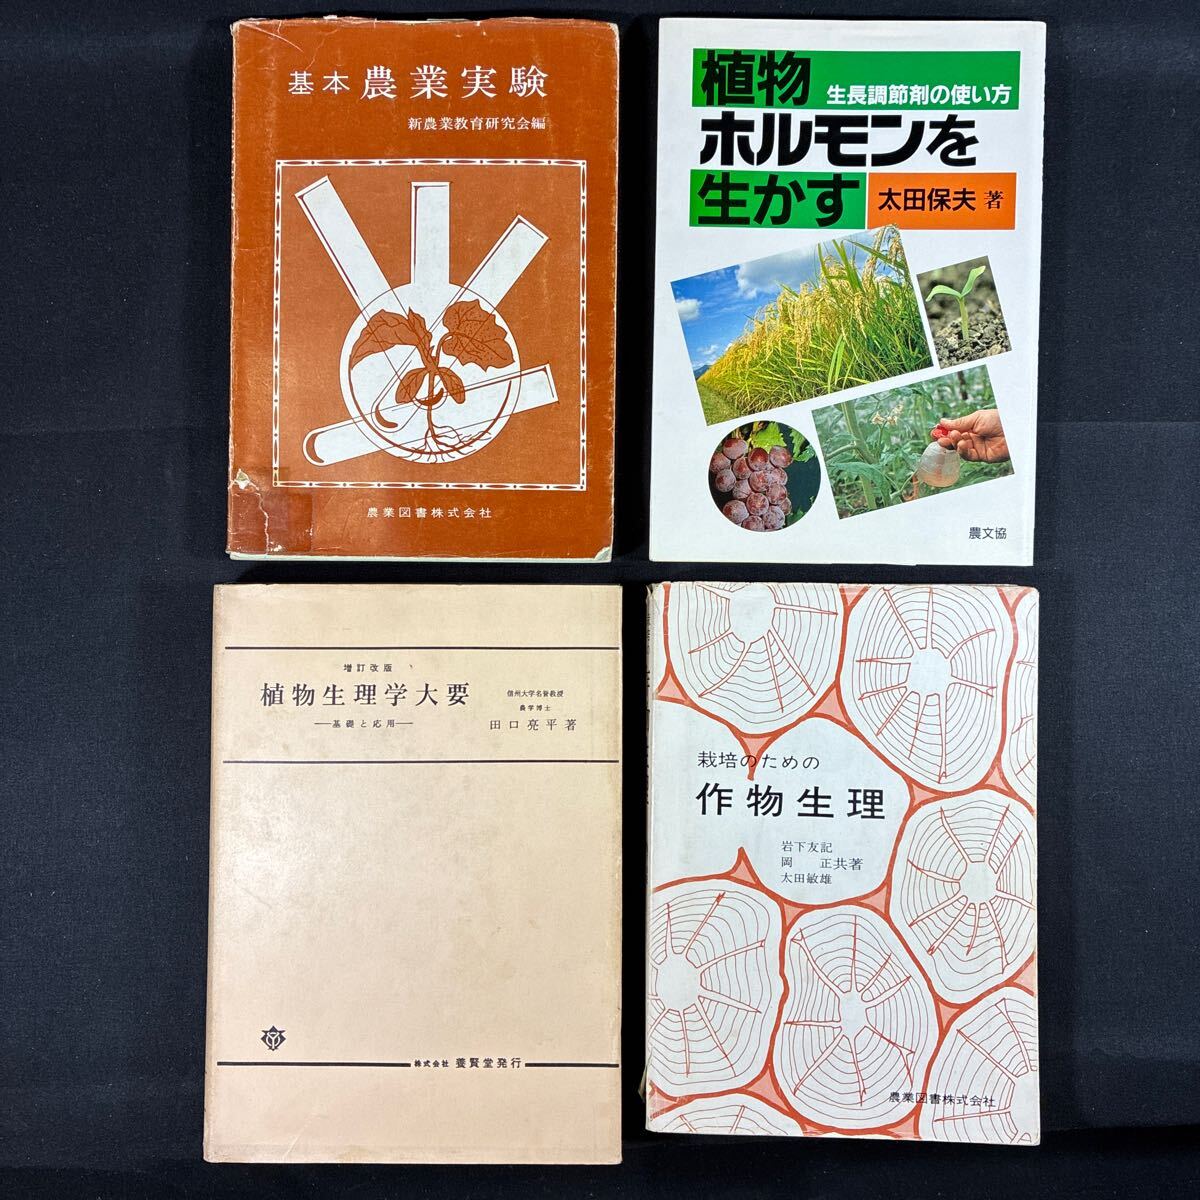 基本農業実験
新農業教育研究会編
農業図書株式会社
植物
生長調節剤の使い方
ホルモンを
生かす
太田保夫 著
農文協
増訂改版
植物生理学大要
―基礎と応用―
信州大学名誉教授
農学博士
田口亮平著
株式会社 養賢堂発行
栽培のための
作物生理
岩下友記
岡 正共著
太田敏雄
農業図書株式会社